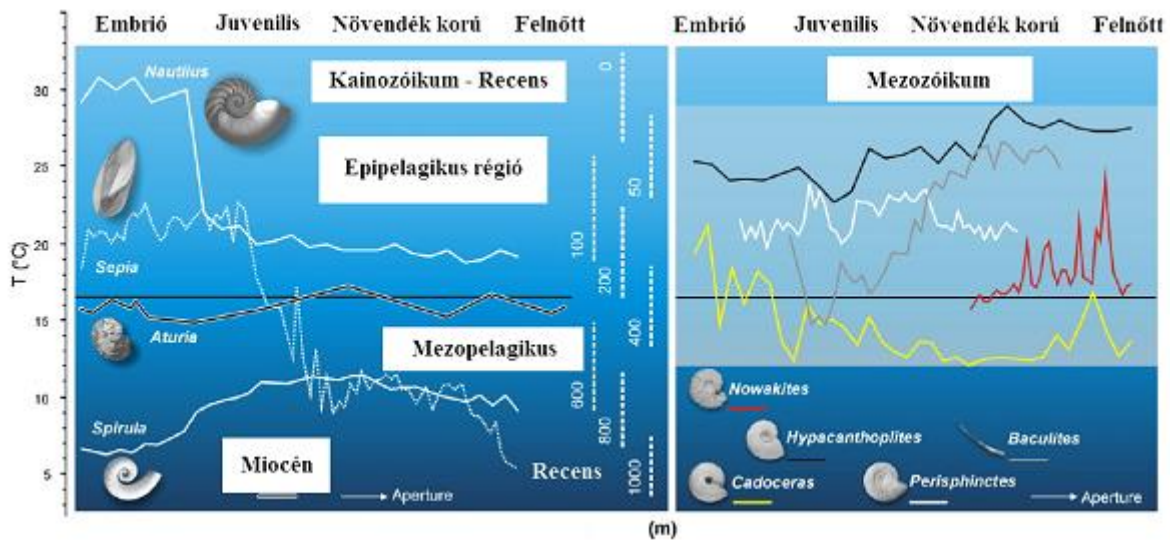 Embrió Juvenilis Növendék korú Felnőtt
Nautilus
Kainozóikum - Recens
Epipelagikus régió
Sepia
Aturia
Mezopelagikus
Spirula
Miocén
Recens
Aperture
T (°C)
30
25
20
15
10
5
0
50
100
200
400
600
800
1000
(m)
Embrió Juvenilis Növendék korú Felnőtt
Mezozóikum
Nowakites
Hypacanthoplites Baculites
Cadoceras Perisphinctes Aperture